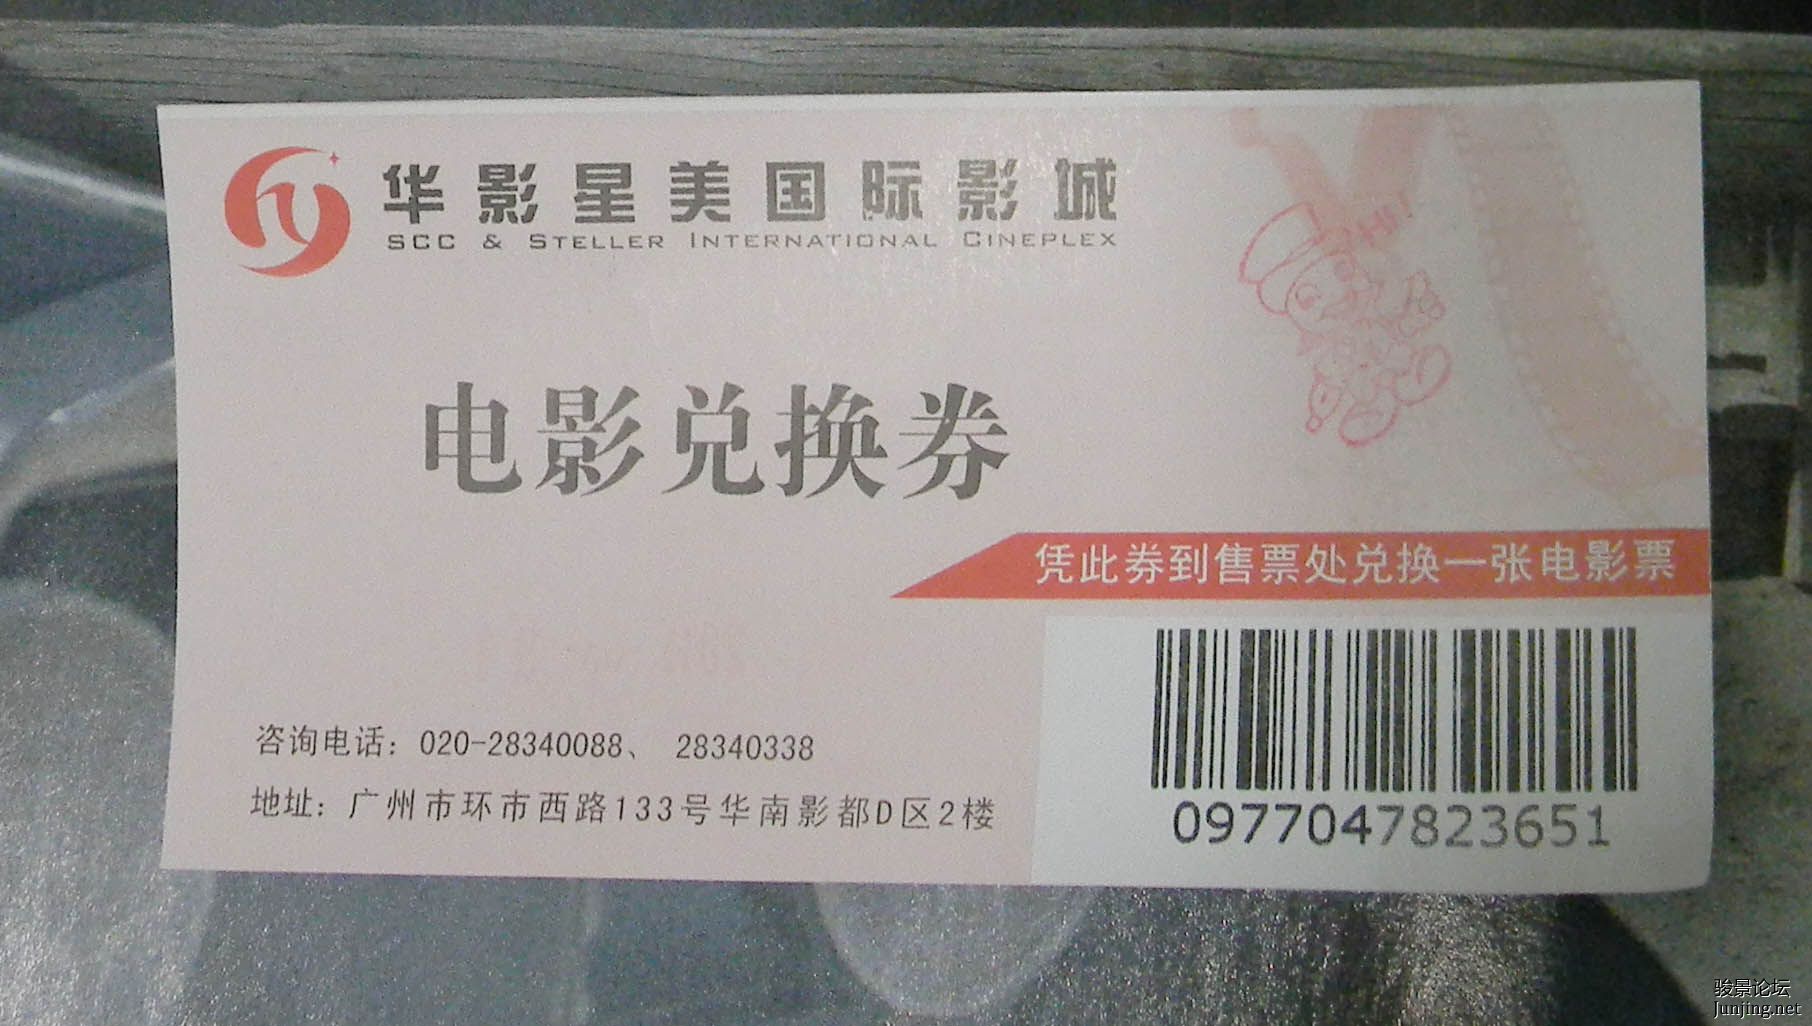 华影星美国际影城
SCC & STELLER INTERNATIONAL CINEPLEX
Hi!
电影兑换券
凭此券到售票处兑换一张电影票
咨询电话：020-28340088、 28340338
地址：广州市环市西路133号华南影都D区2楼
0977047823651
骏景论坛
Junjing.net